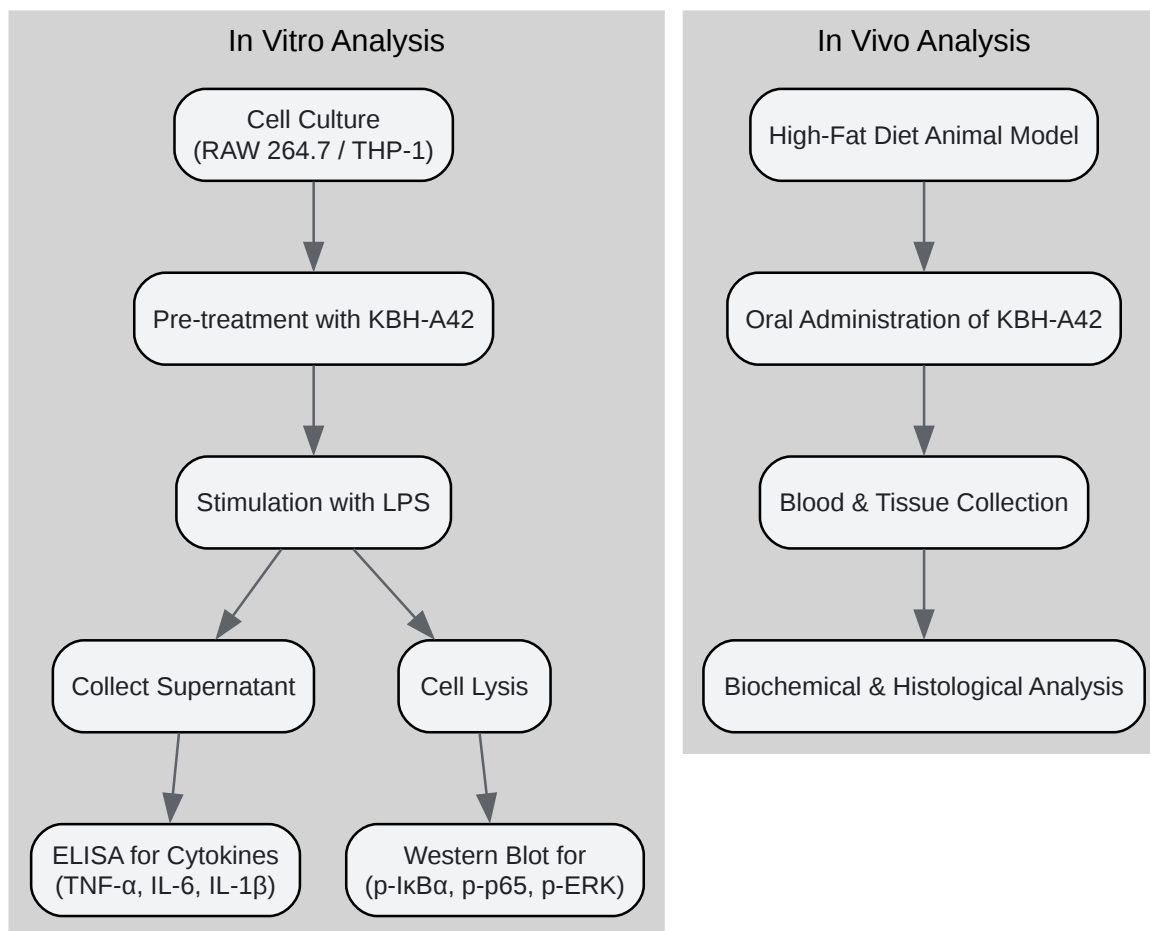 In Vitro Analysis
Cell Culture
(RAW 264.7 / THP-1)
Pre-treatment with KBH-A42
Stimulation with LPS
Collect Supernatant
Cell Lysis
ELISA for Cytokines
(TNF-α, IL-6, IL-1β)
Western Blot for
(p-IκBα, p-p65, p-ERK)
In Vivo Analysis
High-Fat Diet Animal Model
Oral Administration of KBH-A42
Blood & Tissue Collection
Biochemical & Histological Analysis